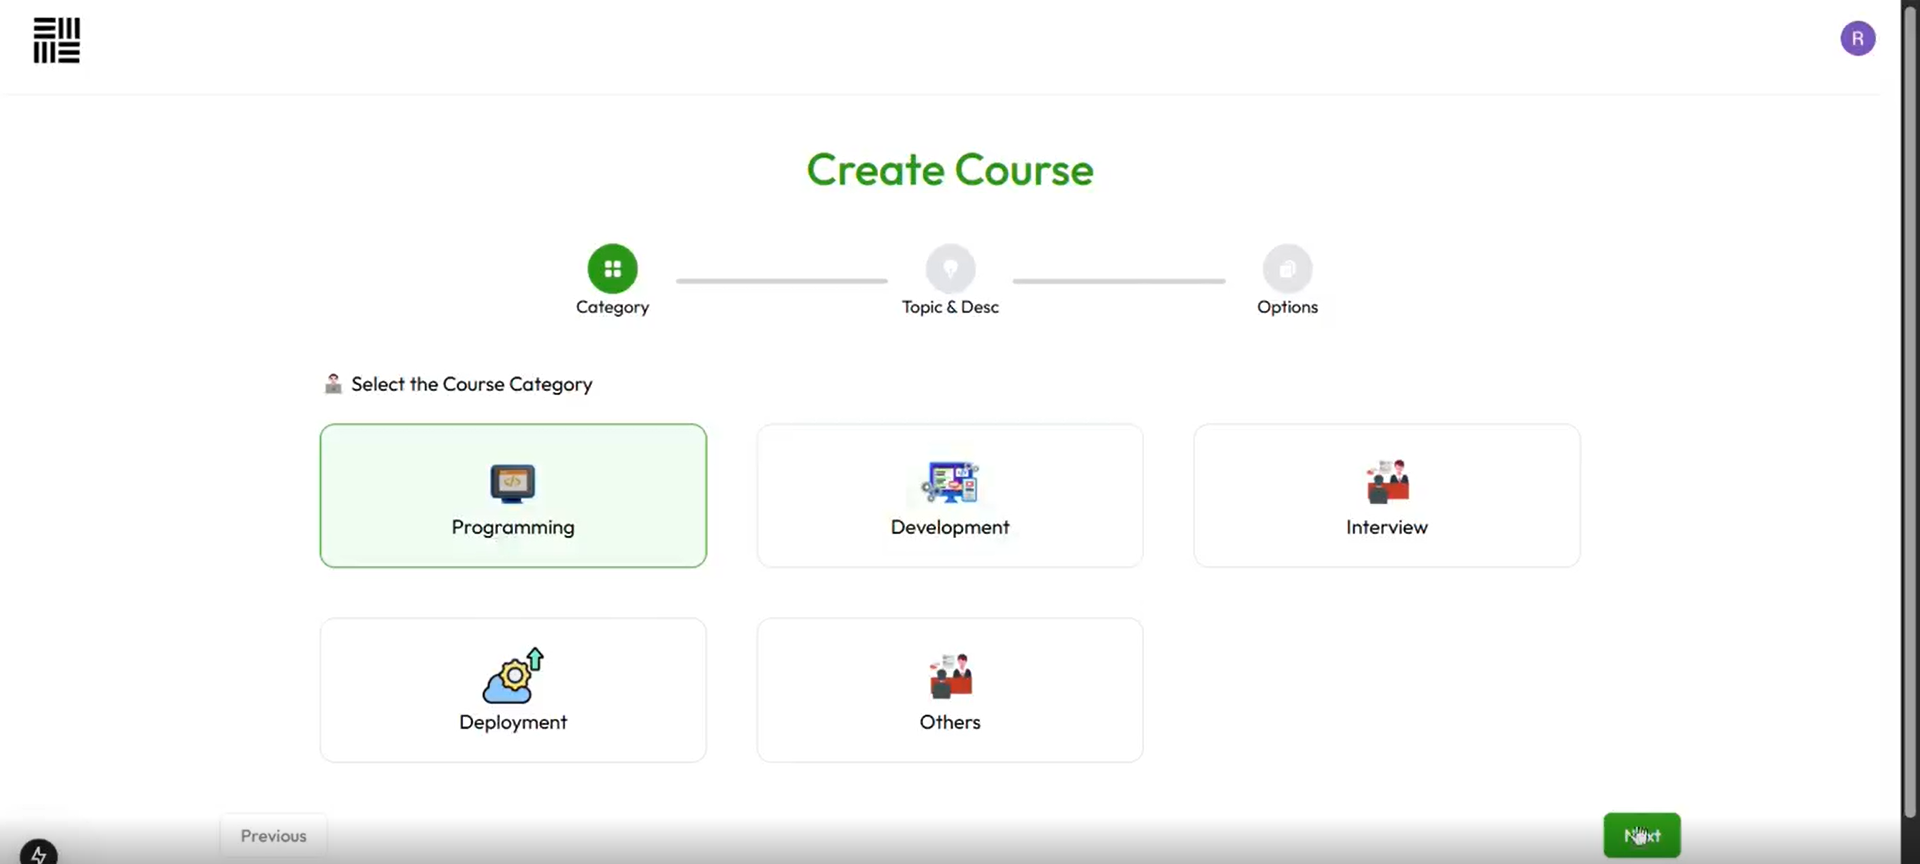 R
Create Course
Category
Topic & Desc
Options
Select the Course Category
Programming
Development
Interview
Deployment
Others
Previous
Next